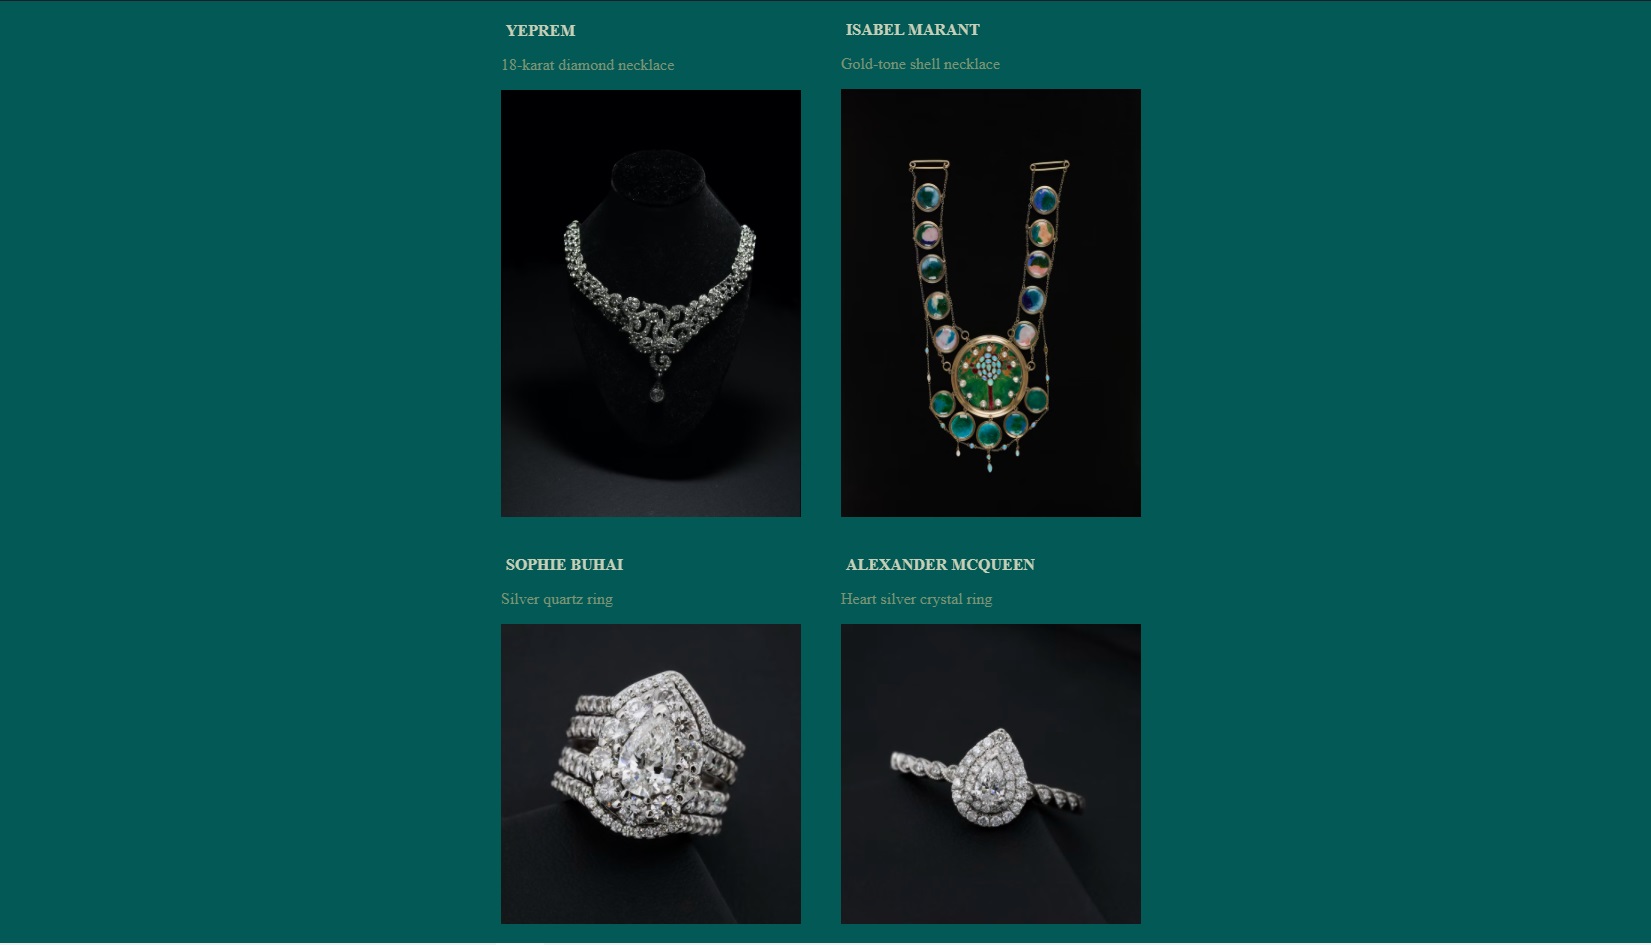 YEPREM
18-karat diamond necklace
ISABEL MARANT
Gold-tone shell necklace
SOPHIE BUHAI
Silver quartz ring
ALEXANDER MCQUEEN
Heart silver crystal ring